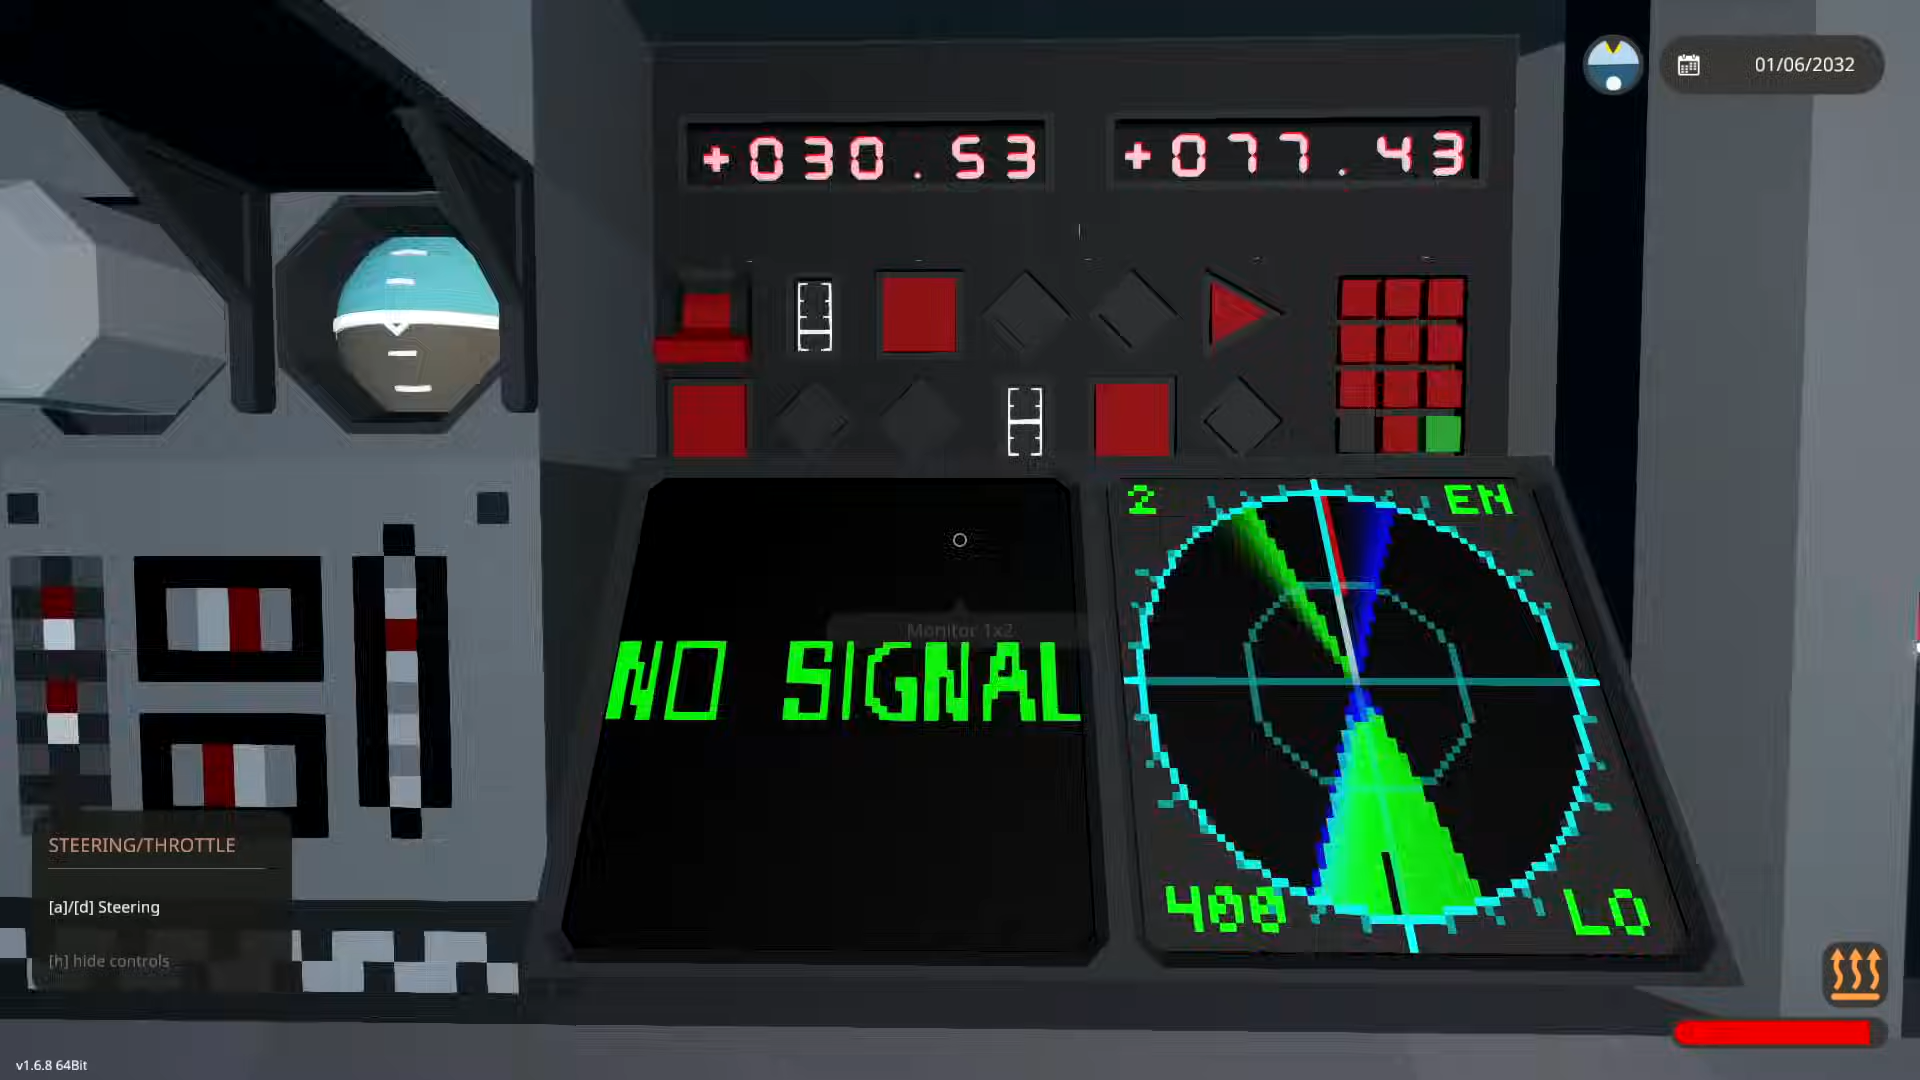 01/06/2032
+030.53
+077.43
2
EN
Monitor 1x2
NO SIGNAL
STEERING/THROTTLE
400
LO
[a]/[d] Steering
[h] hide controls
v1.6.8 64Bit